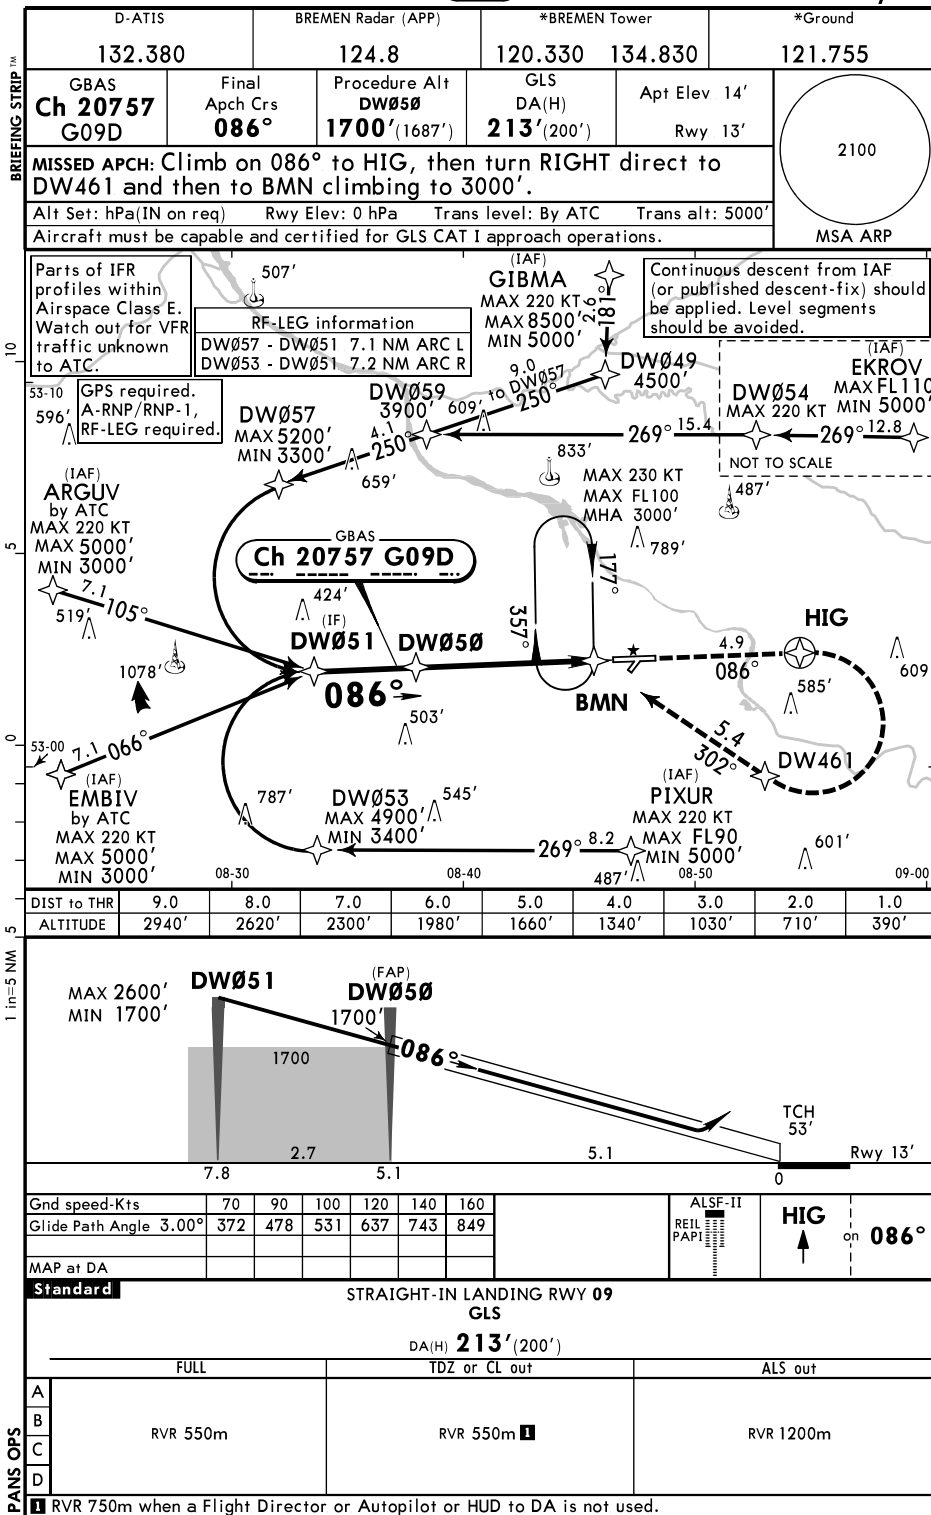 D-ATIS
132.380
BREMEN Radar (APP)
124.8
*BREMEN Tower
120.330 134.830
*Ground
121.755
BRIEFING STRIP TM
GBAS
Ch 20757
G09D
Final
Apch Crs
086°
Procedure Alt
DWØ5Ø
1700'(1687')
GLS
DA(H)
213'(200')
Apt Elev 14'
Rwy 13'
2100
MSA ARP
MISSED APCH: Climb on 086° to HIG, then turn RIGHT direct to
DW461 and then to BMN climbing to 3000'.
Alt Set: hPa(IN on req) Rwy Elev: 0 hPa Trans level: By ATC Trans alt: 5000'
Aircraft must be capable and certified for GLS CAT I approach operations.
Parts of IFR
profiles within
Airspace Class E.
Watch out for VFR
traffic unknown
to ATC.
507'
RF-LEG information
DWØ57 - DWØ51 7.1 NM ARC L
DWØ53 - DWØ51 7.2 NM ARC R
(IAF)
GIBMA
MAX 220 KT
MAX 8500'
MIN 5000'
2.6
181°
Continuous descent from IAF
(or published descent-fix) should
be applied. Level segments
should be avoided.
DWØ49
4500'
9.0
to DWØ57
250°
(IAF)
EKROV
MAX FL110
MIN 5000'
DWØ54
MAX 220 KT
269° 12.8
NOT TO SCALE
269° 15.4
53-10
596'
GPS required.
A-RNP/RNP-1,
RF-LEG required.
DWØ59
3900'
609'
4.1
250°
DWØ57
MAX 5200'
MIN 3300'
659'
833'
MAX 230 KT
MAX FL100
MHA 3000'
487'
789'
(IAF)
ARGUV
by ATC
MAX 220 KT
MAX 5000'
MIN 3000'
7.1
105°
519'
GBAS
Ch 20757 G09D
424'
(IF)
DWØ51
DWØ5Ø
086°
177°
357°
BMN
4.9
086°
HIG
609
585'
1078'
503'
53-00
7.1
066°
(IAF)
EMBIV
by ATC
MAX 220 KT
MAX 5000'
MIN 3000'
787'
DWØ53
MAX 4900'
MIN 3400'
545'
5.4
302°
DW461
(IAF)
PIXUR
MAX 220 KT
MAX FL90
MIN 5000'
269° 8.2
487'
601'
08-30
08-40
08-50
09-00
10
5
0
5
1 in=5 NM
DIST to THR 9.0 8.0 7.0 6.0 5.0 4.0 3.0 2.0 1.0
ALTITUDE 2940' 2620' 2300' 1980' 1660' 1340' 1030' 710' 390'
DWØ51
MAX 2600'
MIN 1700'
(FAP)
DWØ5Ø
1700'
086°
1700
2.7
5.1
7.8
5.1
TCH
53'
Rwy 13'
0
Gnd speed-Kts 70 90 100 120 140 160
Glide Path Angle 3.00° 372 478 531 637 743 849
MAP at DA
ALSF-II
REIL
PAPI
HIG
on 086°
Standard
STRAIGHT-IN LANDING RWY 09
GLS
DA(H) 213'(200')
FULL
TDZ or CL out
ALS out
A
B
C
D
RVR 550m
RVR 550m 1
RVR 1200m
PANS OPS
1 RVR 750m when a Flight Director or Autopilot or HUD to DA is not used.